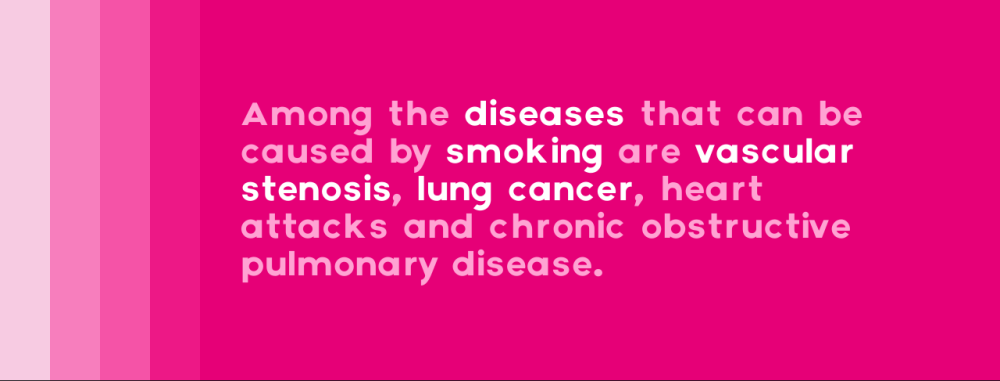 Among the diseases that can be
caused by smoking are vascular
stenosis, lung cancer, heart
attacks and chronic obstructive
pulmonary disease.